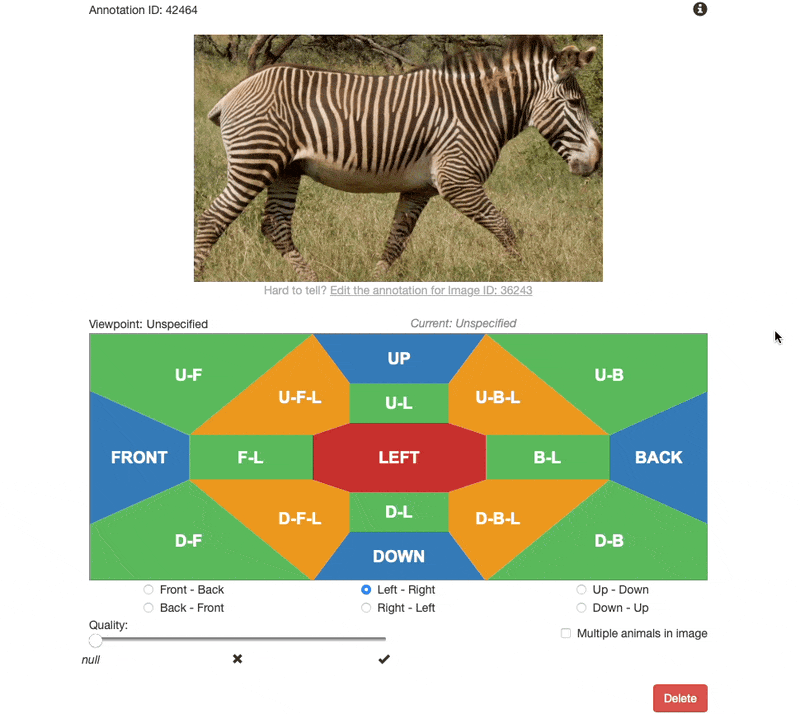 Annotation ID: 42464
Hard to tell? Edit the annotation for Image ID: 36243
Viewpoint: Unspecified Current: Unspecified
U-F UP U-B
U-F-L U-L U-B-L
FRONT F-L LEFT B-L BACK
D-F-L D-L D-B-L
D-F DOWN D-B
Front - Back Left - Right Up - Down
Back - Front Right - Left Down - Up
Quality:
Multiple animals in image
null
Delete